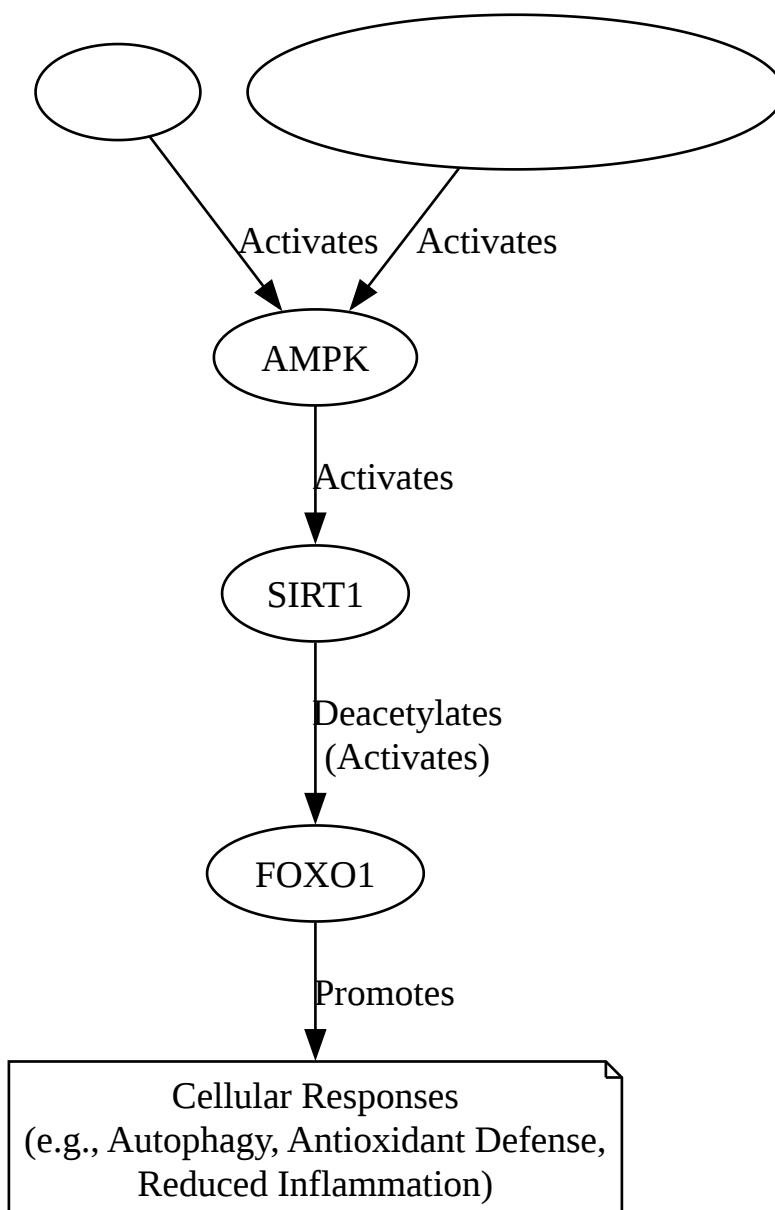 Activates
Activates
AMPK
Activates
SIRT1
Deacetylates
(Activates)
FOXO1
Promotes
Cellular Responses
(e.g., Autophagy, Antioxidant Defense,
Reduced Inflammation)